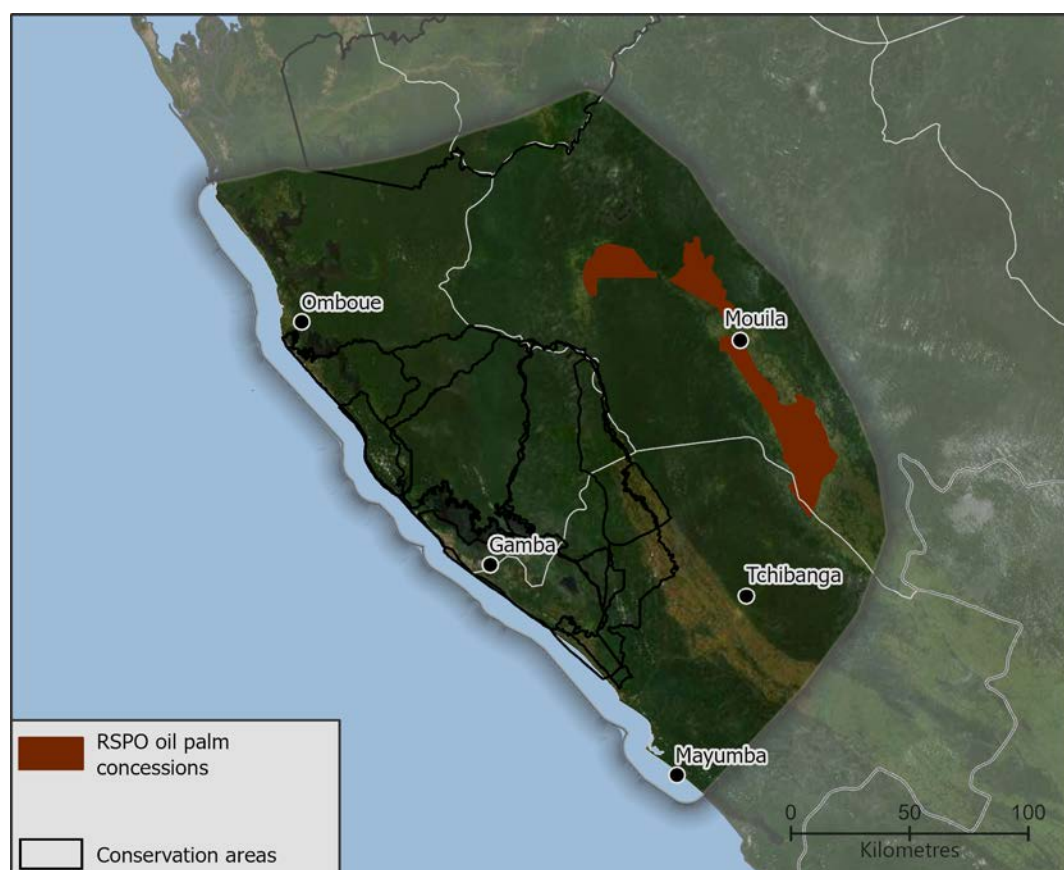 Omboue
Mouila
Gamba
Tchibanga
Mayumba
RSPO oil palm
concessions
Conservation areas
0 50 100
Kilometres